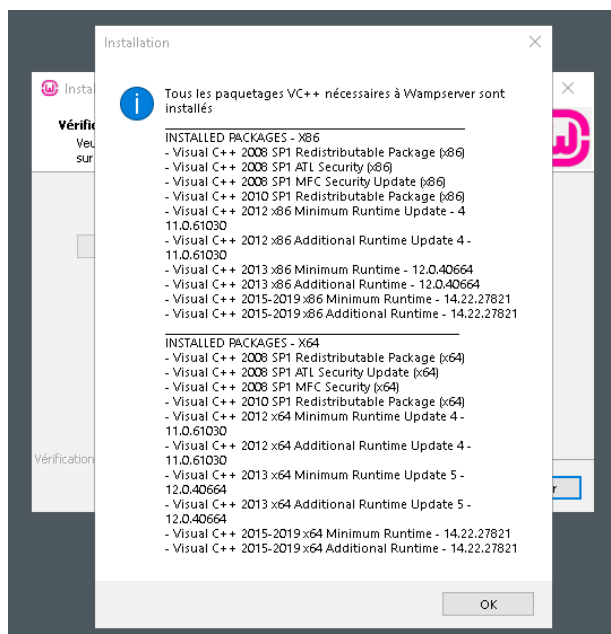 Installation
Insta
Vérific
Veu
sur
Tous les paquetages VC++ nécessaires à Wampserver sont
installés
INSTALLED PACKAGES - X86
- Visual C++ 2008 SP1 Redistributable Package (x86)
- Visual C++ 2008 SP1 ATL Security (x86)
- Visual C++ 2008 SP1 MFC Security Update (x86)
- Visual C++ 2010 SP1 Redistributable Package (x86)
- Visual C++ 2012 x86 Minimum Runtime Update - 4
11.0.61030
- Visual C++ 2012 x86 Additional Runtime Update 4 -
11.0.61030
- Visual C++ 2013 x86 Minimum Runtime - 12.0.40664
- Visual C++ 2013 x86 Additional Runtime - 12.0.40664
- Visual C++ 2015-2019 x86 Minimum Runtime - 14.22.27821
- Visual C++ 2015-2019 x86 Additional Runtime - 14.22.27821
INSTALLED PACKAGES - X64
- Visual C++ 2008 SP1 Redistributable Package (x64)
- Visual C++ 2008 SP1 ATL Security Update (x64)
- Visual C++ 2008 SP1 MFC Security (x64)
- Visual C++ 2010 SP1 Redistributable Package (x64)
- Visual C++ 2012 x64 Minimum Runtime Update 4 -
11.0.61030
- Visual C++ 2012 x64 Additional Runtime Update 4 -
11.0.61030
- Visual C++ 2013 x64 Minimum Runtime Update 5 -
12.0.40664
- Visual C++ 2013 x64 Additional Runtime Update 5 -
12.0.40664
- Visual C++ 2015-2019 x64 Minimum Runtime - 14.22.27821
- Visual C++ 2015-2019 x64 Additional Runtime - 14.22.27821
Vérification
r
OK